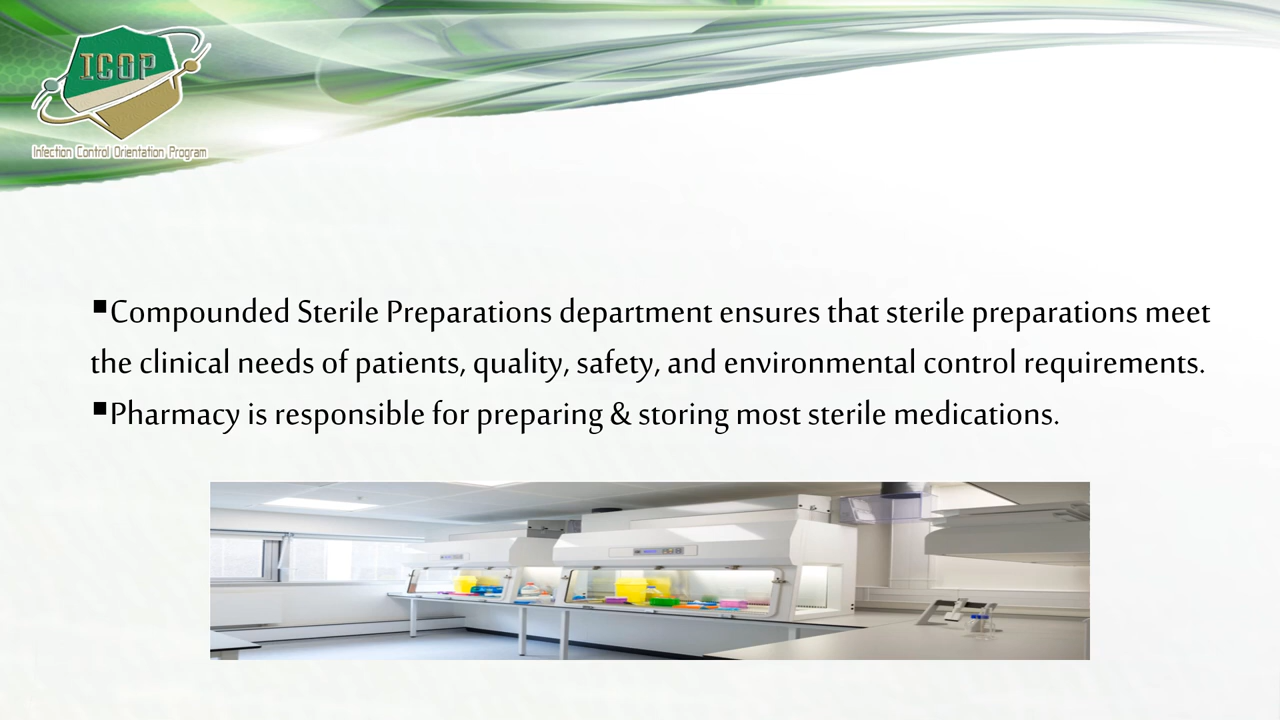 ICOP
Infection Control Orientation Program
▪Compounded Sterile Preparations department ensures that sterile preparations meet
the clinical needs of patients, quality, safety, and environmental control requirements.
▪Pharmacy is responsible for preparing & storing most sterile medications.